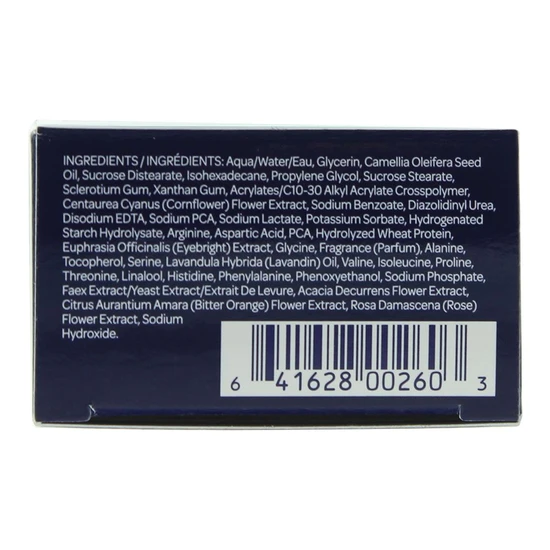 INGREDIENTS / INGRÉDIENTS: Aqua/Water/Eau, Glycerin, Camellia Oleifera Seed
Oil, Sucrose Distearate, Isohexadecane, Propylene Glycol, Sucrose Stearate,
Sclerotium Gum, Xanthan Gum, Acrylates/C10-30 Alkyl Acrylate Crosspolymer,
Centaurea Cyanus (Cornflower) Flower Extract, Sodium Benzoate, Diazolidinyl Urea,
Disodium EDTA, Sodium PCA, Sodium Lactate, Potassium Sorbate, Hydrogenated
Starch Hydrolysate, Arginine, Aspartic Acid, PCA, Hydrolyzed Wheat Protein,
Euphrasia Officinalis (Eyebright) Extract, Glycine, Fragrance (Parfum), Alanine,
Tocopherol, Serine, Lavandula Hybrida (Lavandin) Oil, Valine, Isoleucine, Proline,
Threonine, Linalool, Histidine, Phenylalanine, Phenoxyethanol, Sodium Phosphate,
Faex Extract/Yeast Extract/Extrait De Levure, Acacia Decurrens Flower Extract,
Citrus Aurantium Amara (Bitter Orange) Flower Extract, Rosa Damascena (Rose)
Flower Extract, Sodium
Hydroxide.
6 41628 00260 3